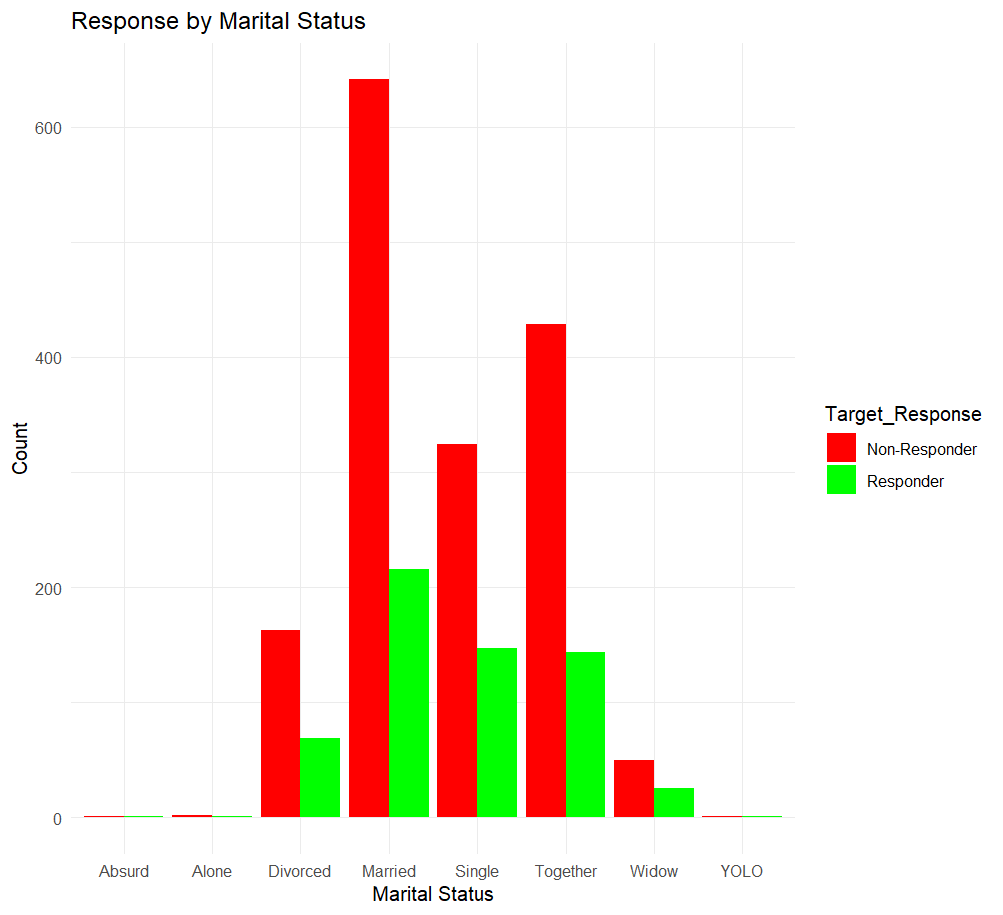 Response by Marital Status
600
400
200
0
Count
Absurd Alone Divorced Married Single Together Widow YOLO
Marital Status
Target_Response
Non-Responder
Responder